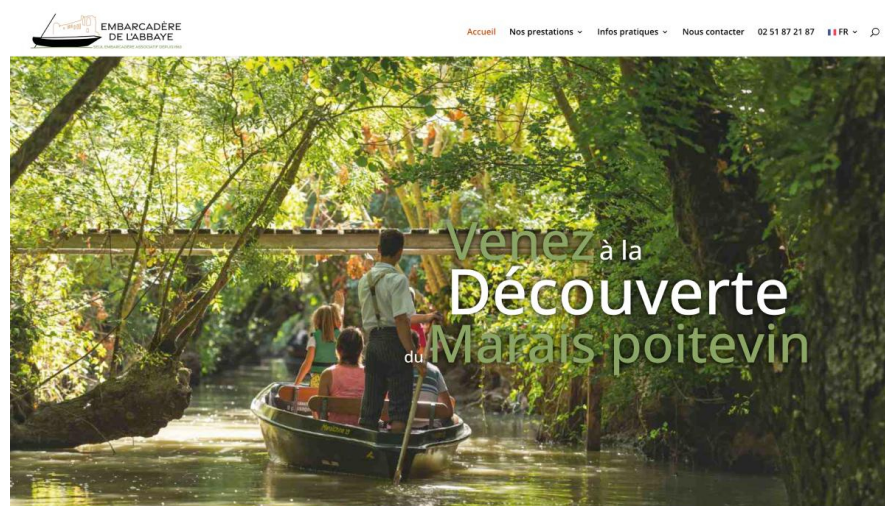 EMBARCADÈRE
DE L'ABBAYE
Accueil
Nos prestations
Infos pratiques
Nous contacter
02 51 87 21 87
FR
Venez à la
Découverte
du Marais poitevin